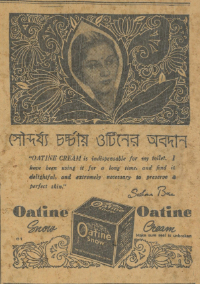 সৌন্দর্য্য চর্চ্চায় ওটিনের অবদান
"OATINE CREAM is indispensable for my toilet. I
have been using it for a long time, and find it
delightful, and extremely necessary to preserve a
perfect skin."
Oatine Oatine
Snow Cream
Oatine
SNOW